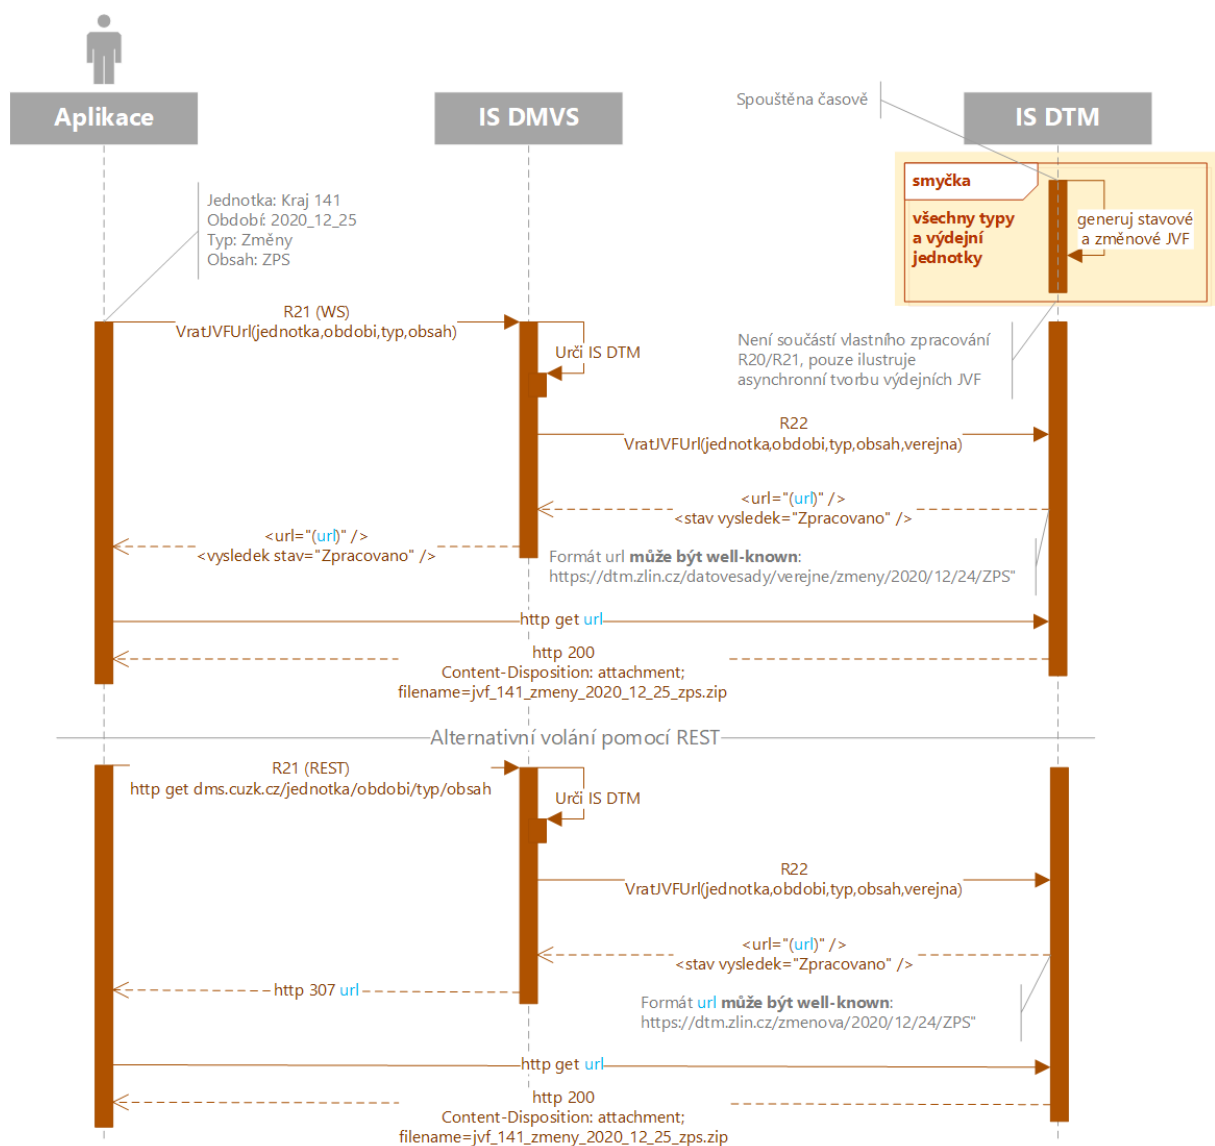 Aplikace
IS DMVS
IS DTM
Spouštěna časově
smyčka
všechny typy
a výdejní
jednotky
generuj stavové
a změnové JVF
Jednotka: Kraj 141
Období: 2020_12_25
Typ: Změny
Obsah: ZPS
R21 (WS)
VratJVFUrl(jednotka,obdobi,typ,obsah)
Urči IS DTM
Není součástí vlastního zpracování
R20/R21, pouze ilustruje
asynchronní tvorbu výdejních JVF
R22
VratJVFUrl(jednotka,obdobi,typ,obsah,verejna)
<url="(url)" />
<stav vysledek="Zpracovano" />
<url="(url)" />
<vysledek stav="Zpracovano" />
Formát url může být well-known:
https://dtm.zlin.cz/datovesady/verejne/zmeny/2020/12/24/ZPS"
http get url
http 200
Content-Disposition: attachment;
filename=jvf_141_zmeny_2020_12_25_zps.zip
Alternativní volání pomocí REST
R21 (REST)
http get dms.cuzk.cz/jednotka/obdobi/typ/obsah
Urči IS DTM
R22
VratJVFUrl(jednotka,obdobi,typ,obsah,verejna)
<url="(url)" />
<stav vysledek="Zpracovano" />
http 307 url
Formát url může být well-known:
https://dtm.zlin.cz/zmenova/2020/12/24/ZPS"
http get url
http 200
Content-Disposition: attachment;
filename=jvf_141_zmeny_2020_12_25_zps.zip